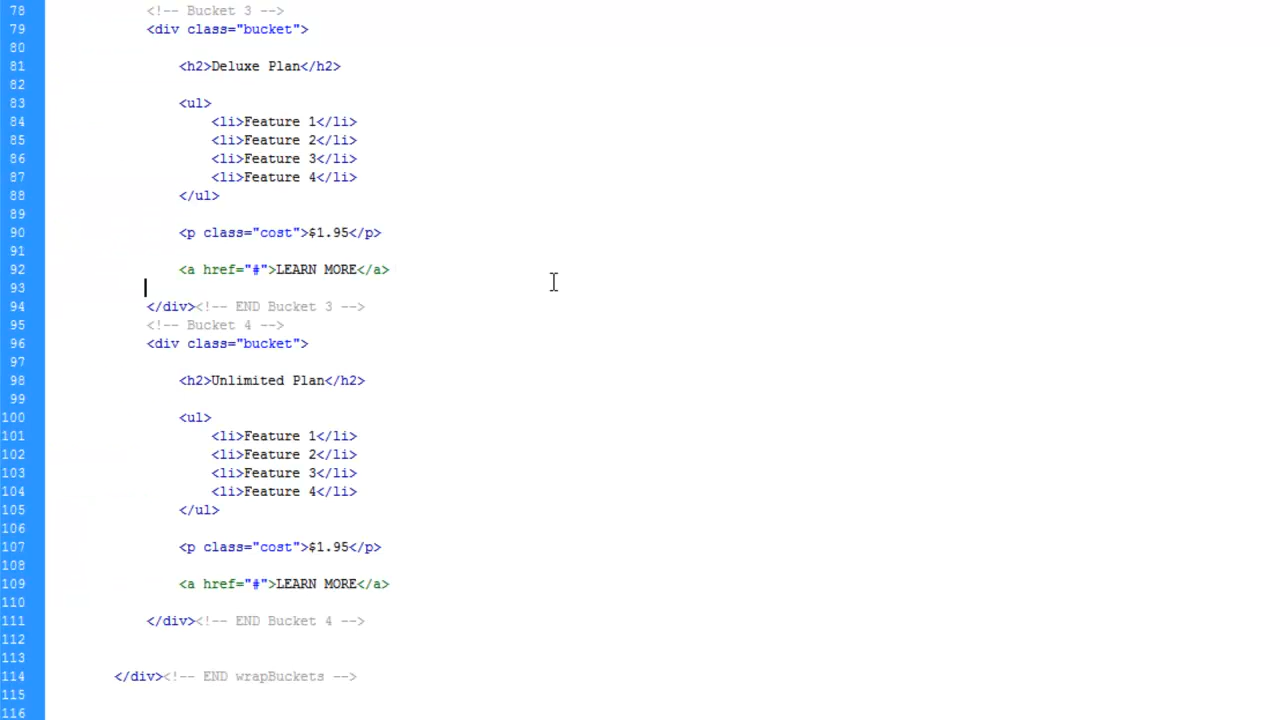 78 <!-- Bucket 3 -->
79 <div class="bucket">
80
81 <h2>Deluxe Plan</h2>
82
83 <ul>
84 <li>Feature 1</li>
85 <li>Feature 2</li>
86 <li>Feature 3</li>
87 <li>Feature 4</li>
88 </ul>
89
90 <p class="cost">$1.95</p>
91
92 <a href="#">LEARN MORE</a>
93
94 </div><!-- END Bucket 3 -->
95 <!-- Bucket 4 -->
96 <div class="bucket">
97
98 <h2>Unlimited Plan</h2>
99
100 <ul>
101 <li>Feature 1</li>
102 <li>Feature 2</li>
103 <li>Feature 3</li>
104 <li>Feature 4</li>
105 </ul>
106
107 <p class="cost">$1.95</p>
108
109 <a href="#">LEARN MORE</a>
110
111 </div><!-- END Bucket 4 -->
112
113
114 </div><!-- END wrapBuckets -->
115
116